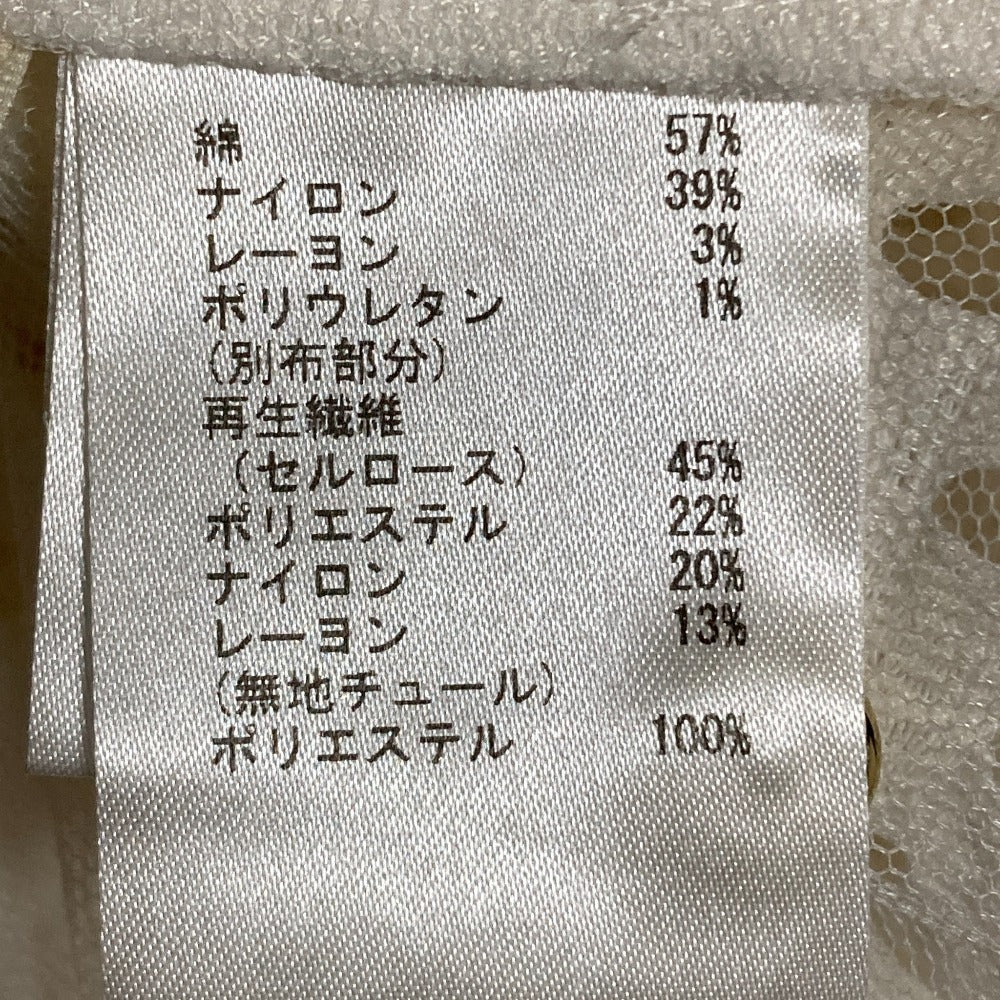 綿 57%
ナイロン 39%
レーヨン 3%
ポリウレタン 1%
(別布部分)
再生繊維
(セルロース) 45%
ポリエステル 22%
ナイロン 20%
レーヨン 13%
(無地チュール)
ポリエステル 100%